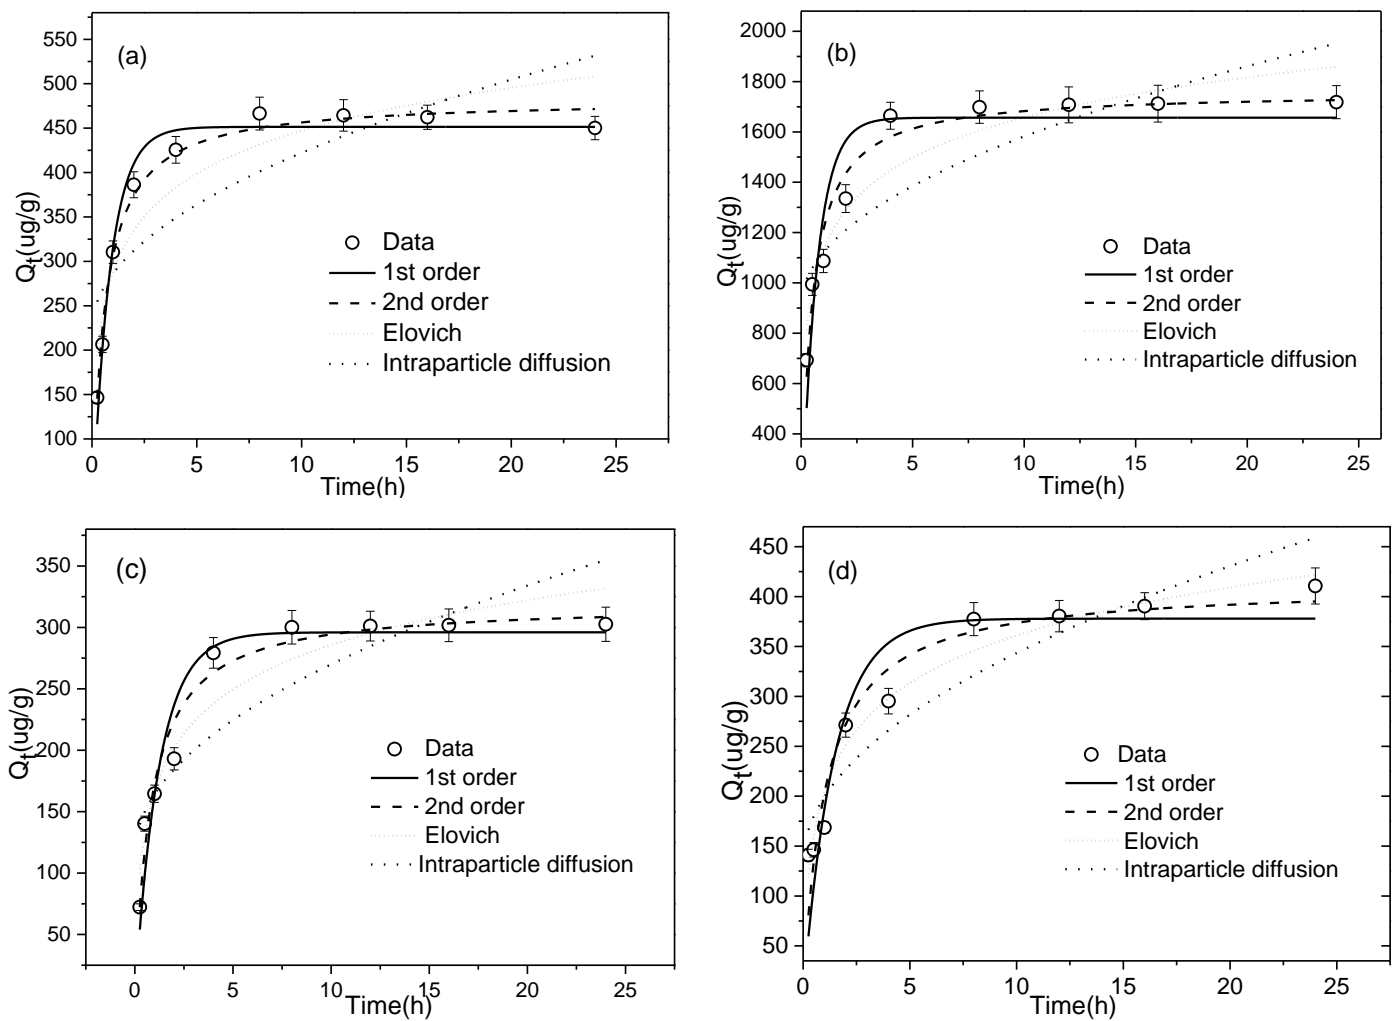 (a)
550
500
450
400
350
300
250
200
150
100
Qt(ug/g)
Data
1st order
2nd order
Elovich
Intraparticle diffusion
0 5 10 15 20 25
Time(h)
(b)
2000
1800
1600
1400
1200
1000
800
600
400
Qt(ug/g)
Data
1st order
2nd order
Elovich
Intraparticle diffusion
0 5 10 15 20 25
Time(h)
(c)
350
300
250
200
150
100
50
Qt(ug/g)
Data
1st order
2nd order
Elovich
Intraparticle diffusion
0 5 10 15 20 25
Time(h)
(d)
450
400
350
300
250
200
150
100
50
Qt(ug/g)
Data
1st order
2nd order
Elovich
Intraparticle diffusion
0 5 10 15 20 25
Time(h)